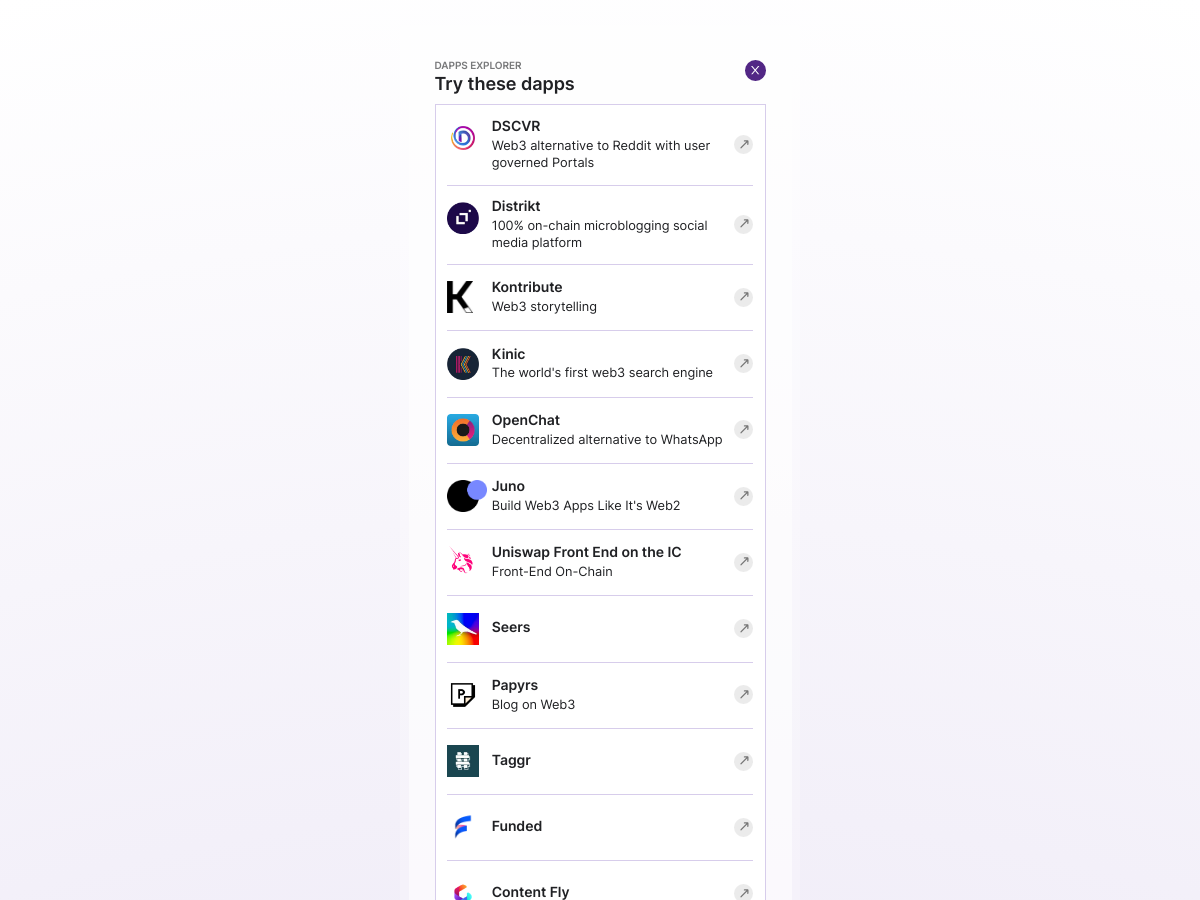 DAPPS EXPLORER
Try these dapps
X
DSCVR
Web3 alternative to Reddit with user
governed Portals
Distrikt
100% on-chain microblogging social
media platform
Kontribute
Web3 storytelling
Kinic
The world's first web3 search engine
OpenChat
Decentralized alternative to WhatsApp
Juno
Build Web3 Apps Like It's Web2
Uniswap Front End on the IC
Front-End On-Chain
Seers
Papyrs
Blog on Web3
Taggr
Funded
Content Fly